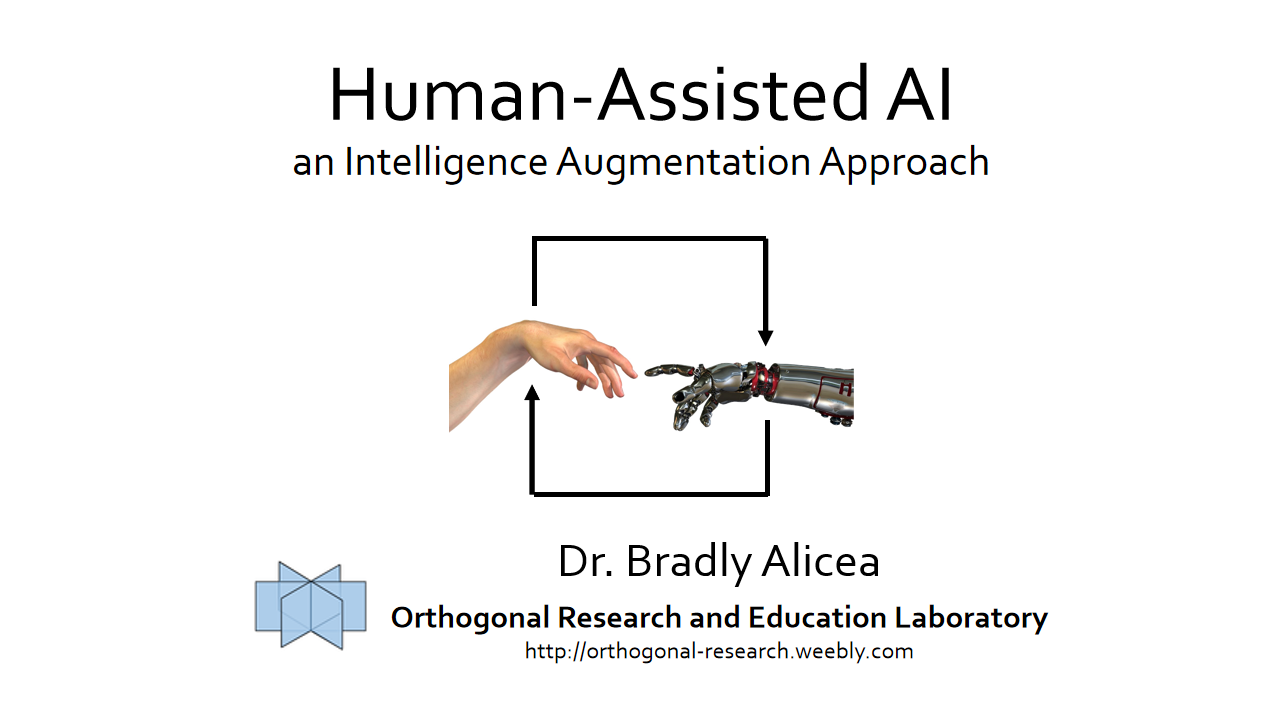 Human-Assisted AI
an Intelligence Augmentation Approach
Dr. Bradly Alicea
Orthogonal Research and Education Laboratory
http://orthogonal-research.weebly.com